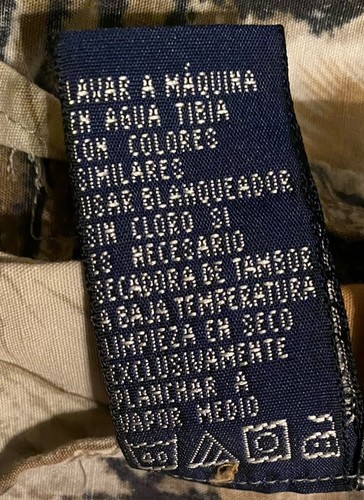 LAVAR A MÁQUINA
EN AGUA TIBIA
CON COLORES
SIMILARES
USAR BLANQUEADOR
SIN CLORO SI
ES NECESARIO
SECADORA DE TAMBOR
A BAJA TEMPERATURA
LIMPIEZA EN SECO
EXCLUSIVAMENTE
PLANCHAR A
VAPOR MEDIO
40